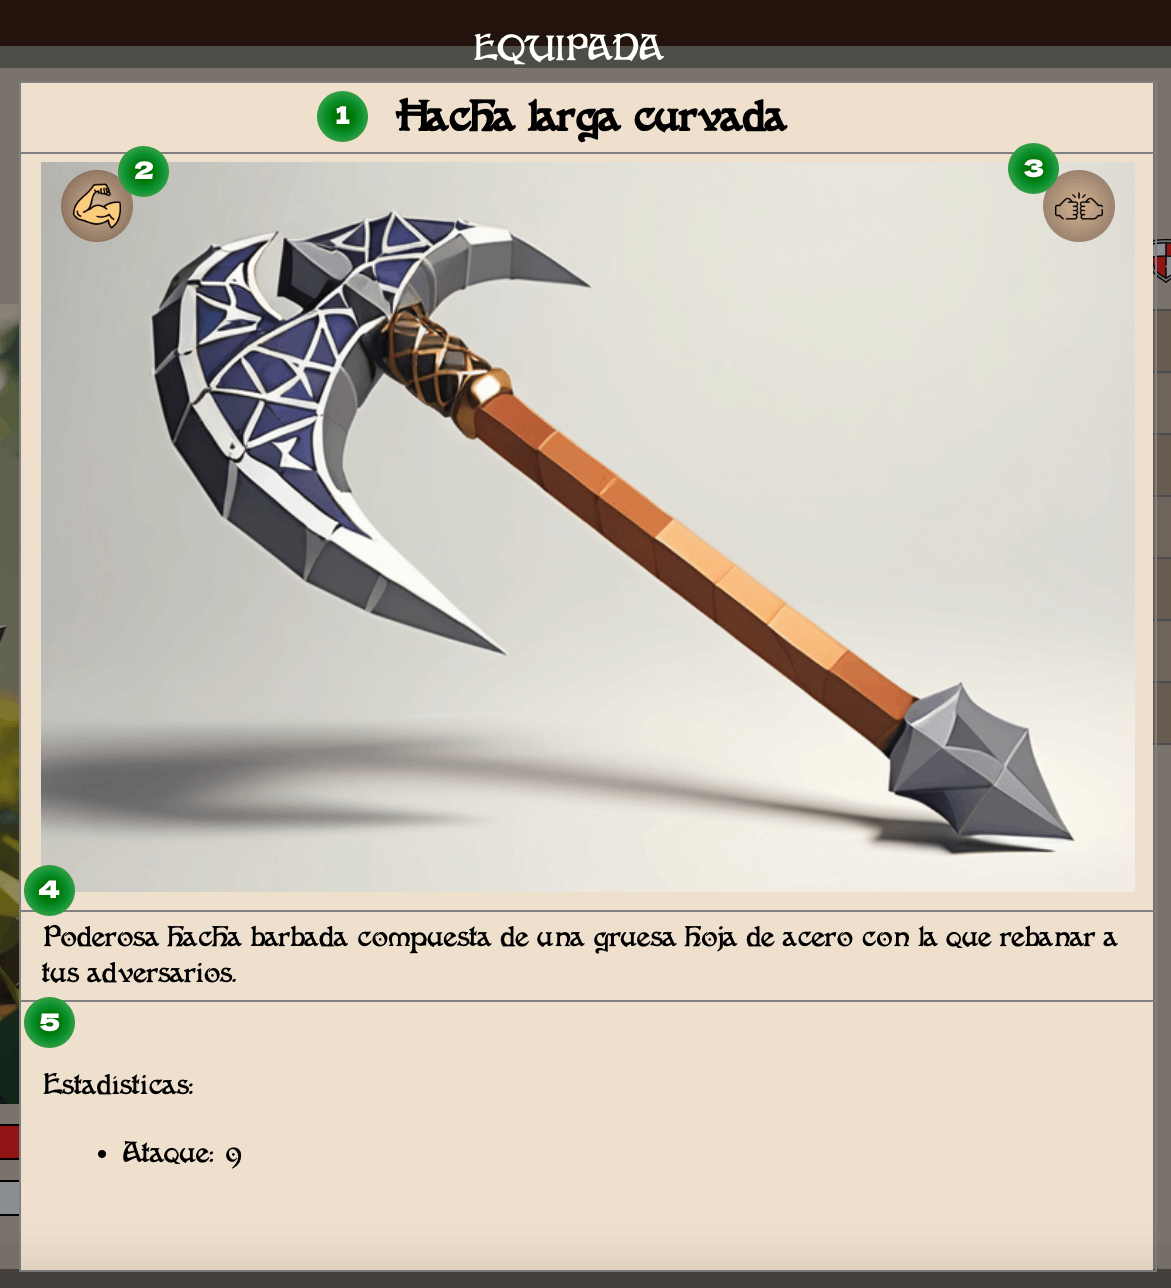 EQUIPADA
1 Hacha larga curvada
2
3
4
Poderosa hacha barbada compuesta de una gruesa hoja de acero con la que rebanar a
tus adversarios.
5
Estadísticas:
• Ataque: 9